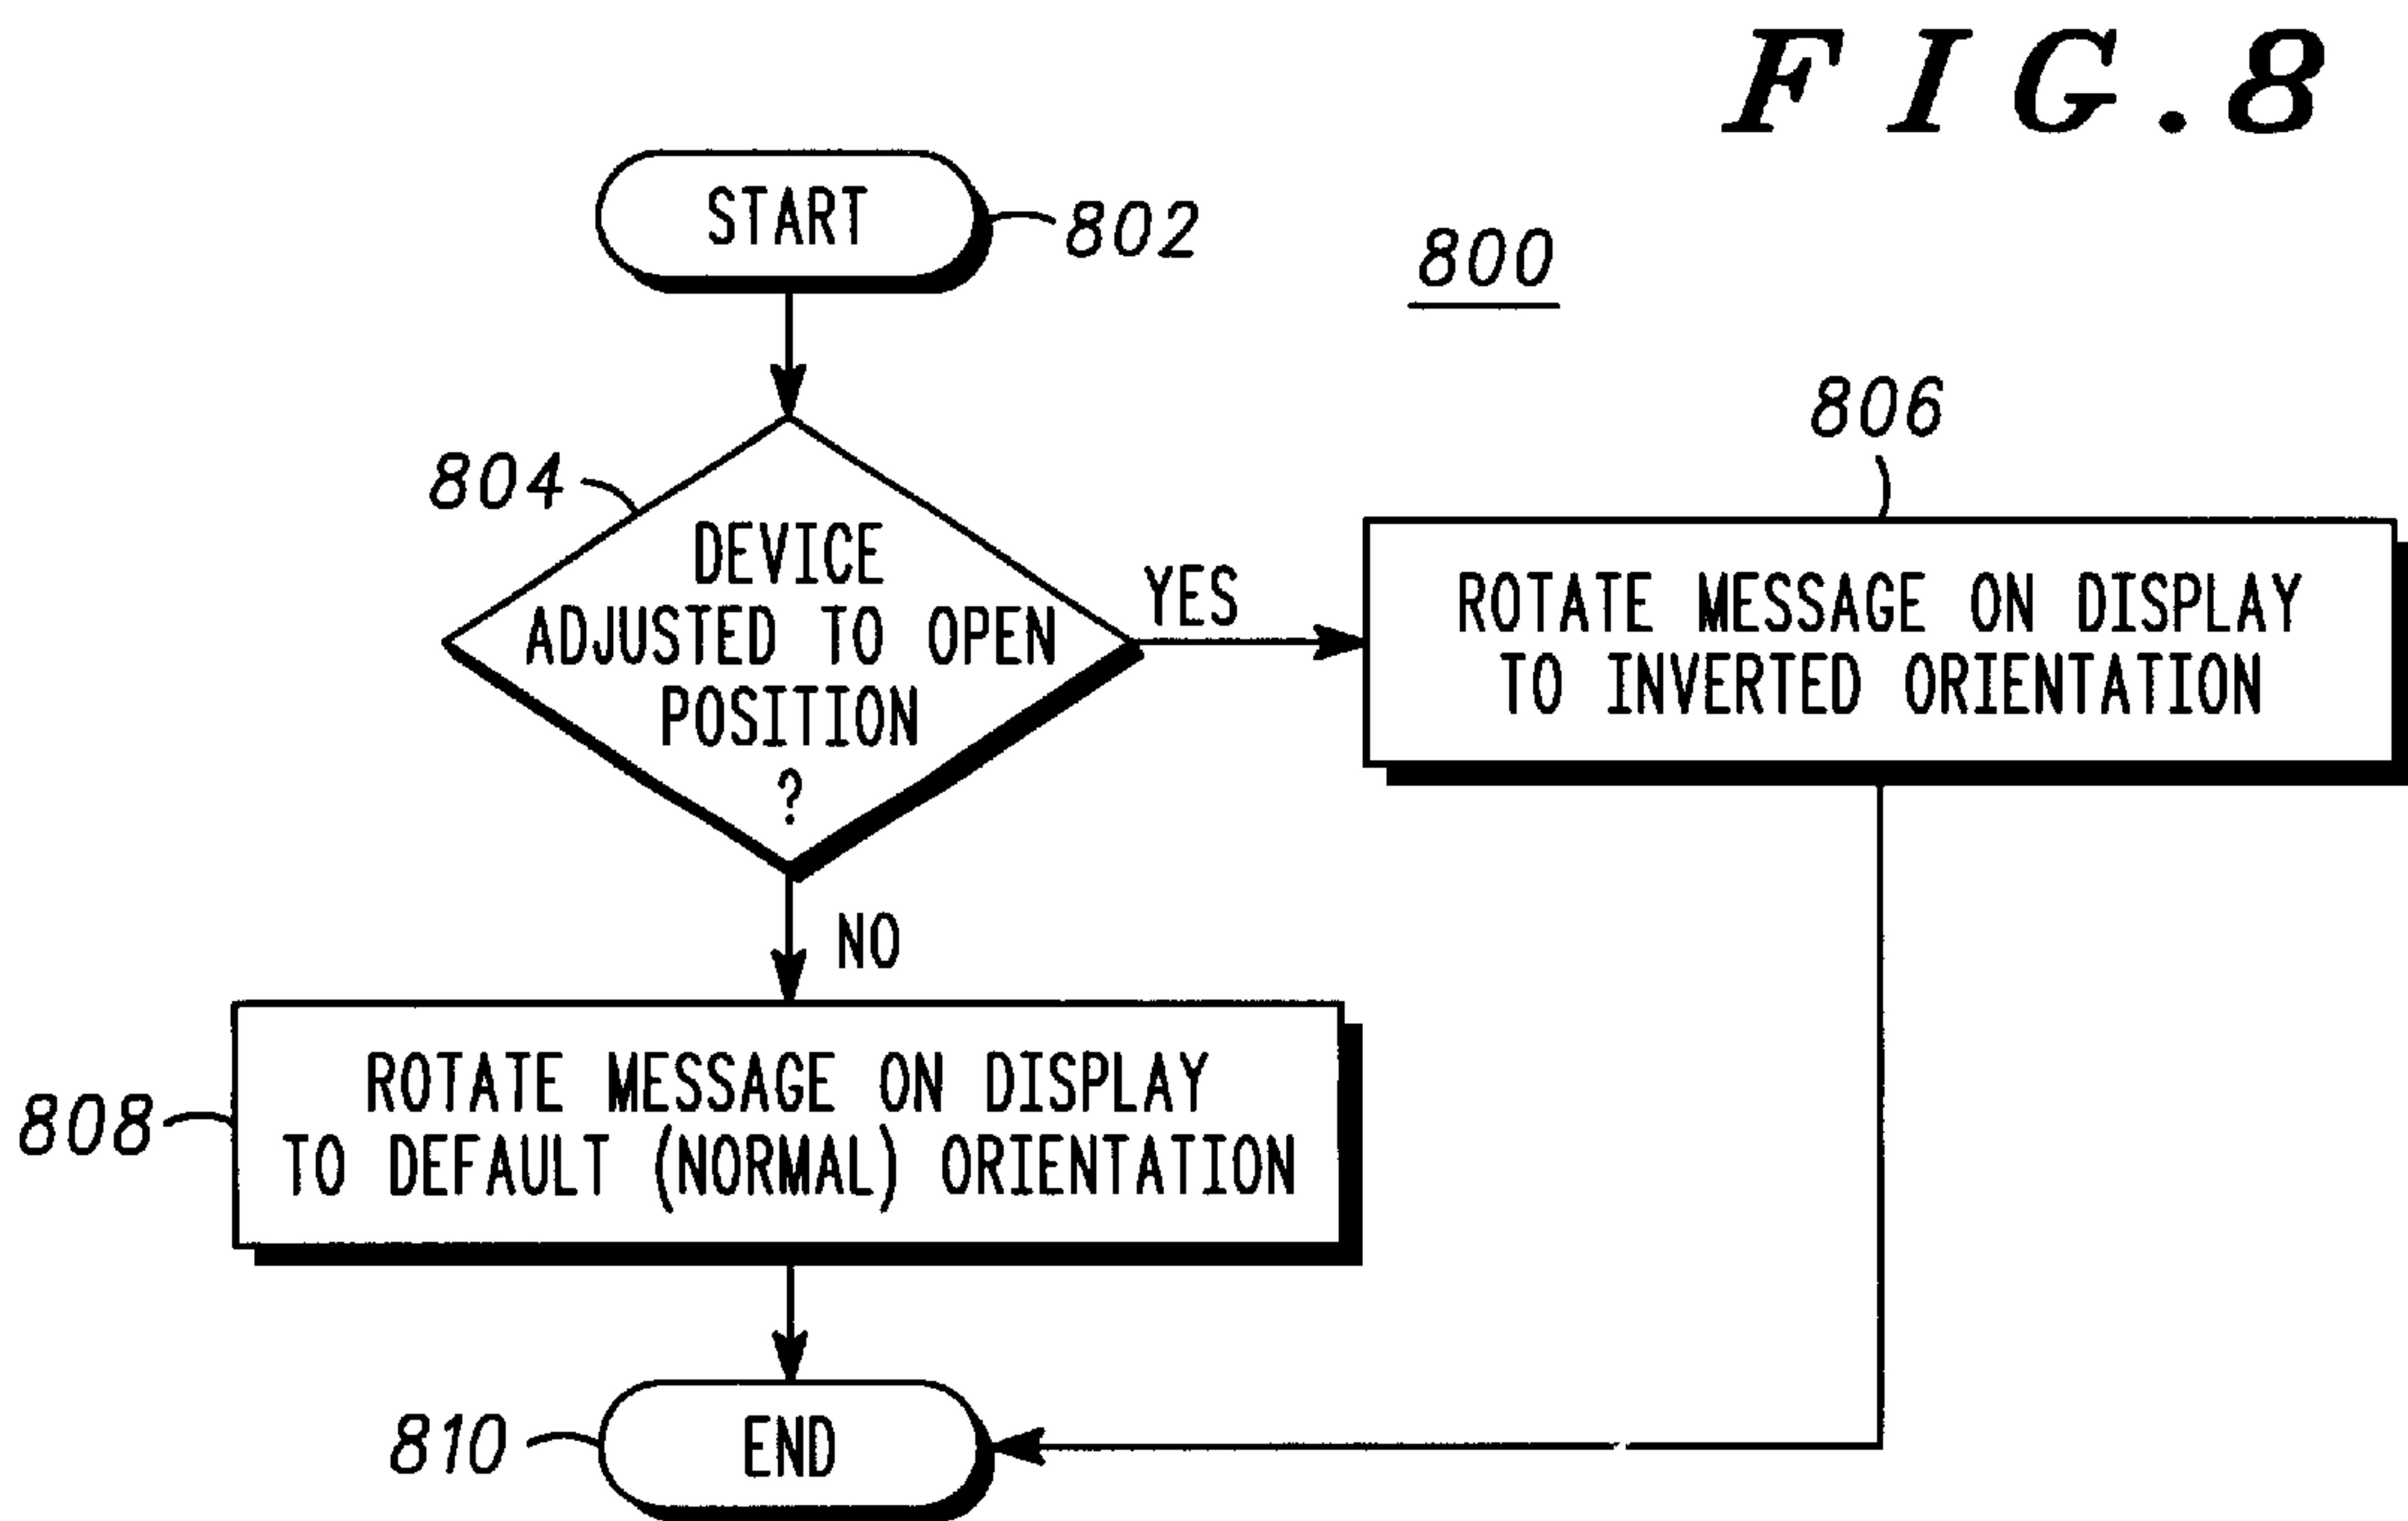 FIG.8
START
802
800
804
DEVICE
ADJUSTED TO OPEN
POSITION
?
YES
806
ROTATE MESSAGE ON DISPLAY
TO INVERTED ORIENTATION
NO
808
ROTATE MESSAGE ON DISPLAY
TO DEFAULT (NORMAL) ORIENTATION
810
END